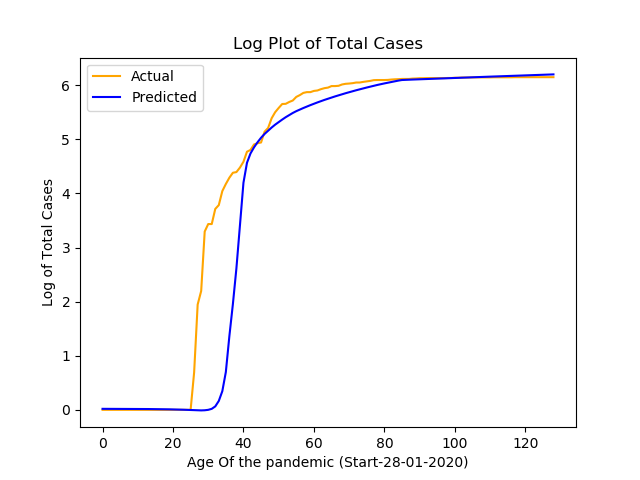 Log Plot of Total Cases
Actual
Predicted
Log of Total Cases
6
5
4
3
2
1
0
0 20 40 60 80 100 120
Age Of the pandemic (Start-28-01-2020)